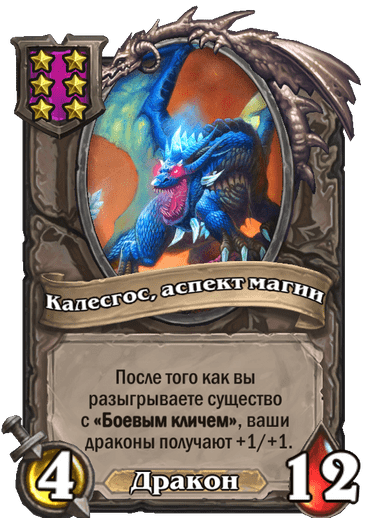 Калесгос, аспект магии
После того как вы
разыгрываете существо
с «Боевым кличем», ваши
драконы получают +1/+1.
4
Дракон
12